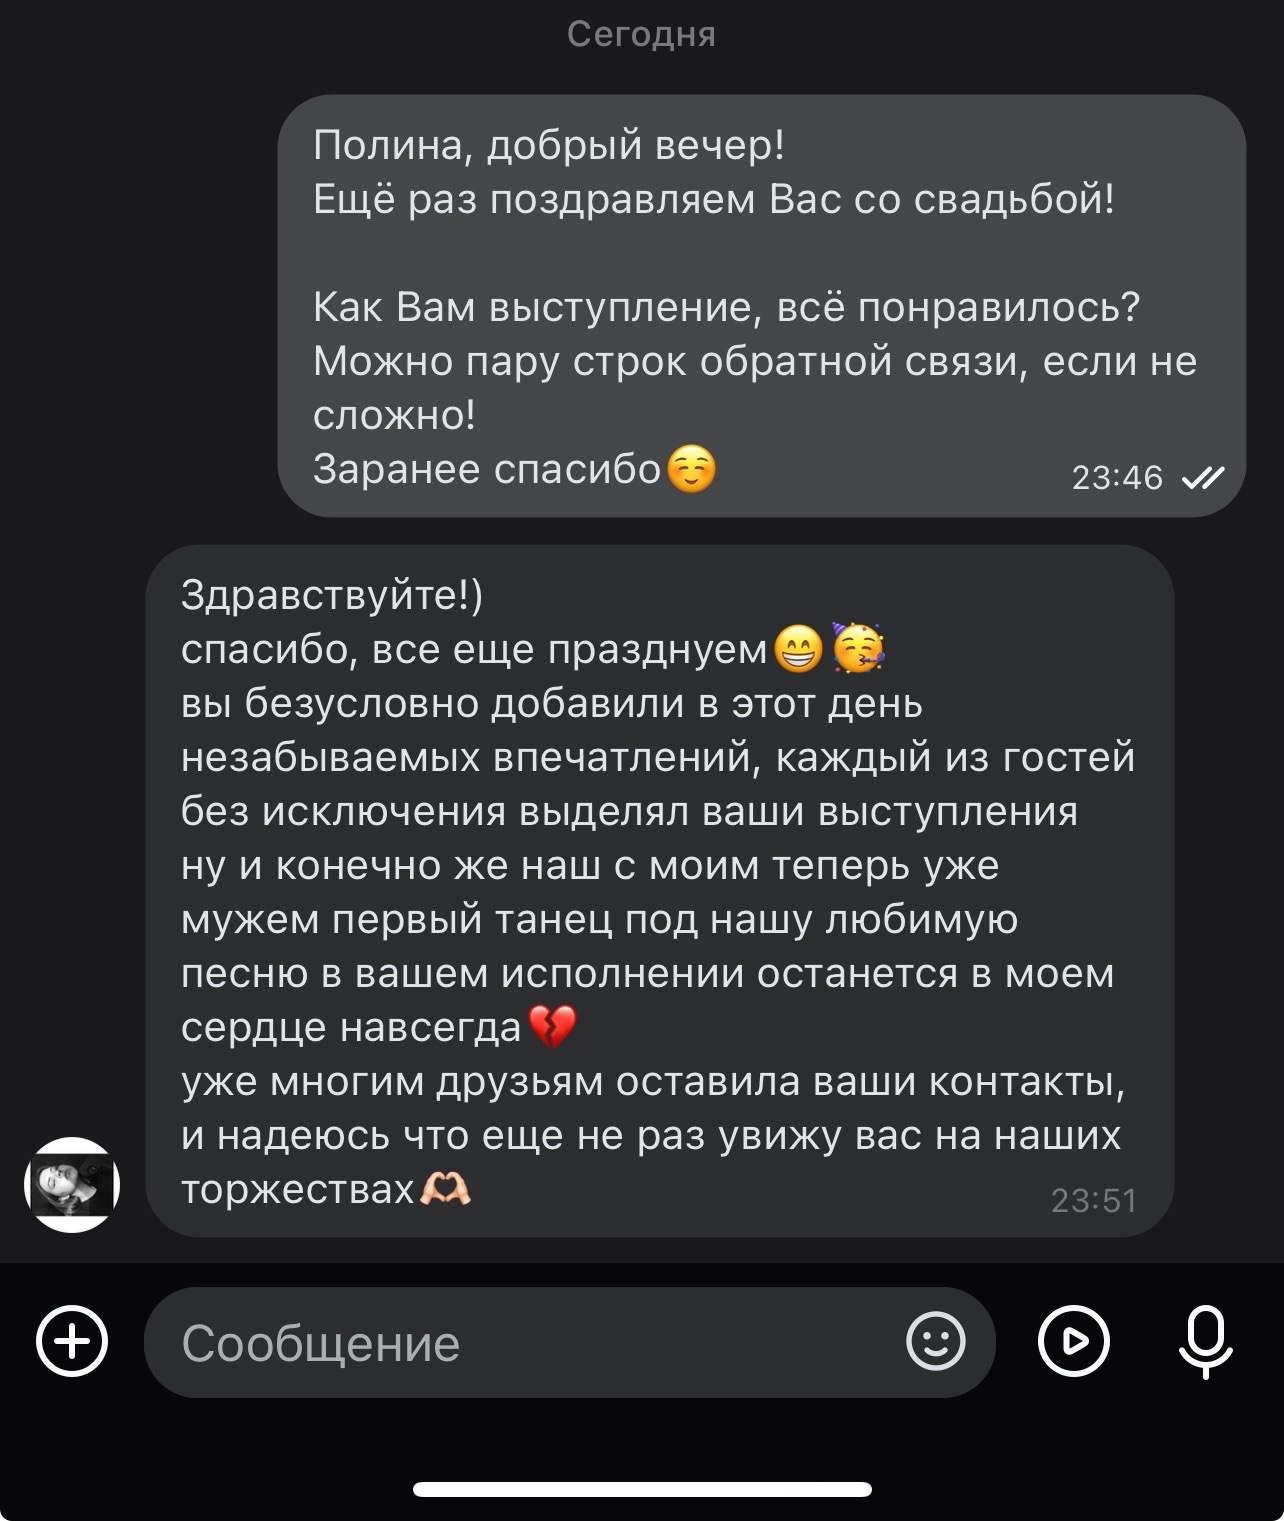 Сегодня
Полина, добрый вечер!
Ещё раз поздравляем Вас со свадьбой!
Как Вам выступление, всё понравилось?
Можно пару строк обратной связи, если не
сложно!
Заранее спасибо☺️
23:46
Здравствуйте!)
спасибо, все еще празднуем😁🥳
вы безусловно добавили в этот день
незабываемых впечатлений, каждый из гостей
без исключения выделял ваши выступления
ну и конечно же наш с моим теперь уже
мужем первый танец под нашу любимую
песню в вашем исполнении останется в моем
сердце навсегда💔
уже многим друзьям оставила ваши контакты,
и надеюсь что еще не раз увижу вас на наших
торжествах🫶🏻
23:51
Сообщение